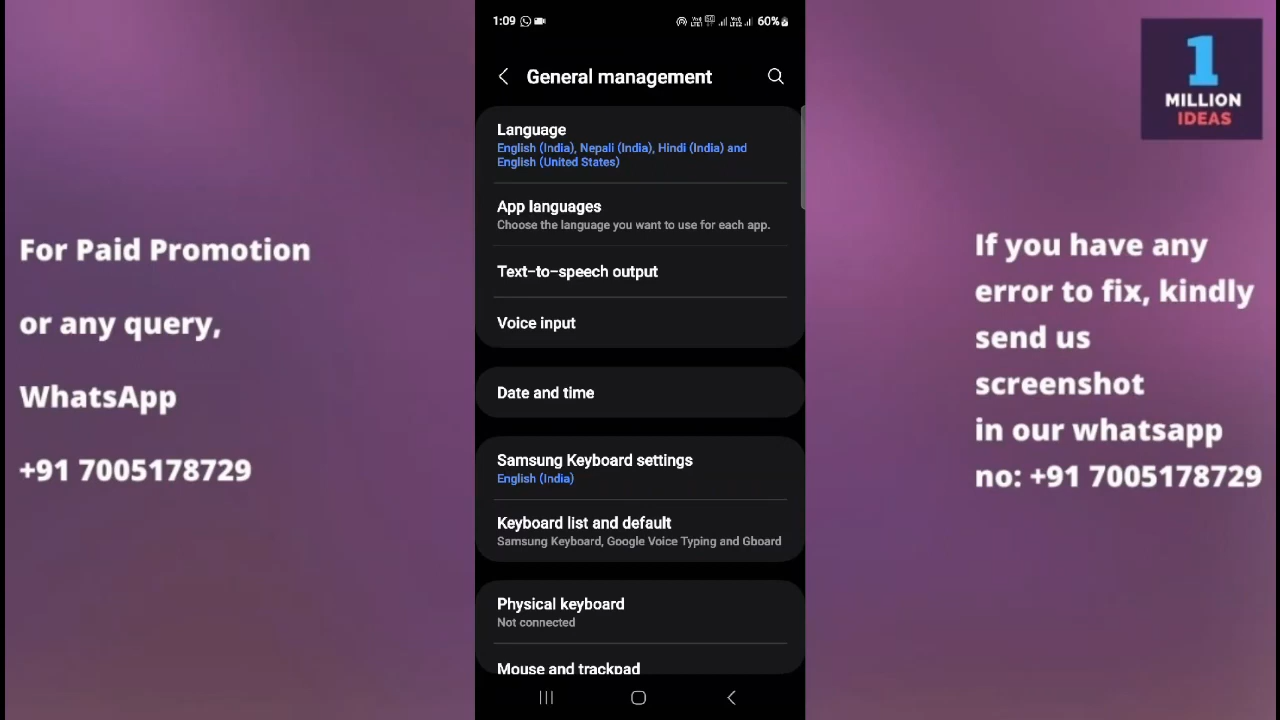 1:09
60%
General management
1
MILLION
IDEAS
Language
English (India), Nepali (India), Hindi (India) and
English (United States)
App languages
Choose the language you want to use for each app.
Text-to-speech output
Voice input
Date and time
Samsung Keyboard settings
English (India)
Keyboard list and default
Samsung Keyboard, Google Voice Typing and Gboard
Physical keyboard
Not connected
Mouse and trackpad
For Paid Promotion
or any query,
WhatsApp
+91 7005178729
If you have any
error to fix, kindly
send us
screenshot
in our whatsapp
no: +91 7005178729